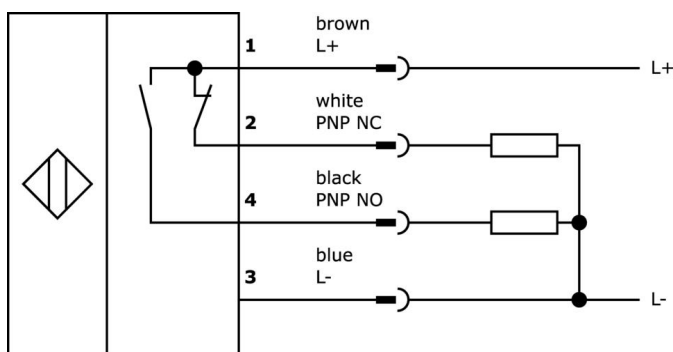 brown
1 L+
L+
white
2 PNP NC
black
4 PNP NO
blue
3 L-
L-